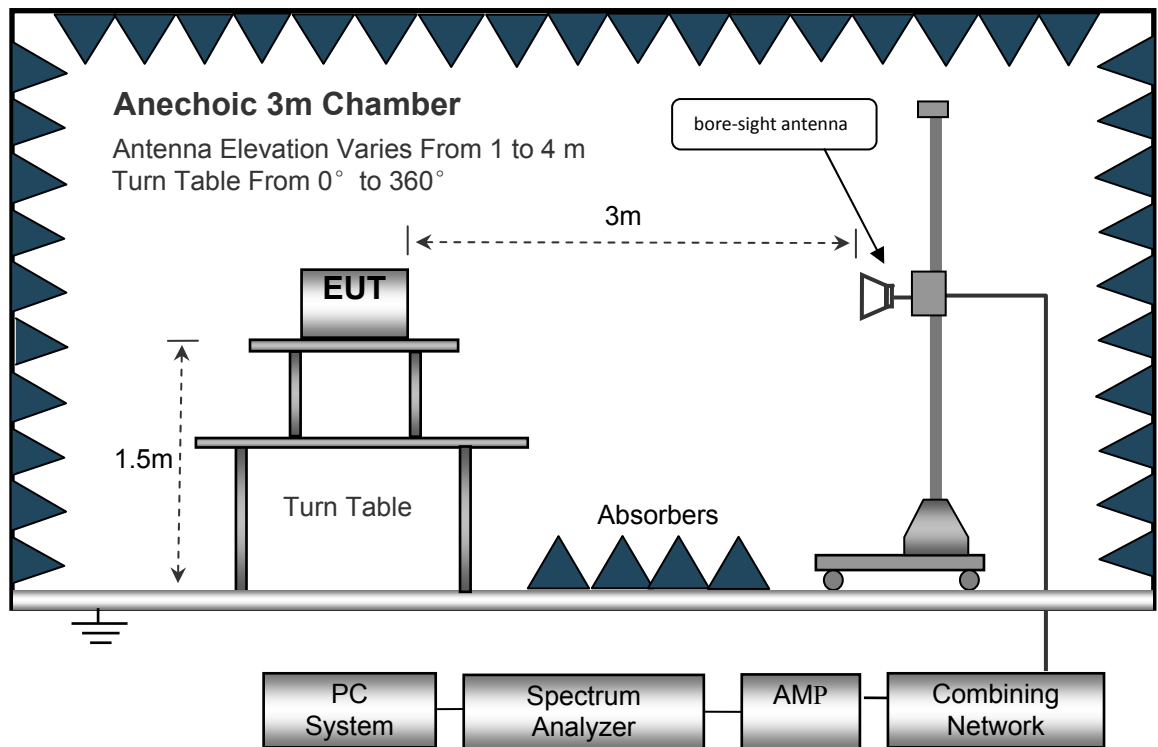 Anechoic 3m Chamber
Antenna Elevation Varies From 1 to 4 m
Turn Table From 0° to 360°
bore-sight antenna
3m
EUT
1.5m
Turn Table
Absorbers
PC
System
Spectrum
Analyzer
AMP
Combining
Network